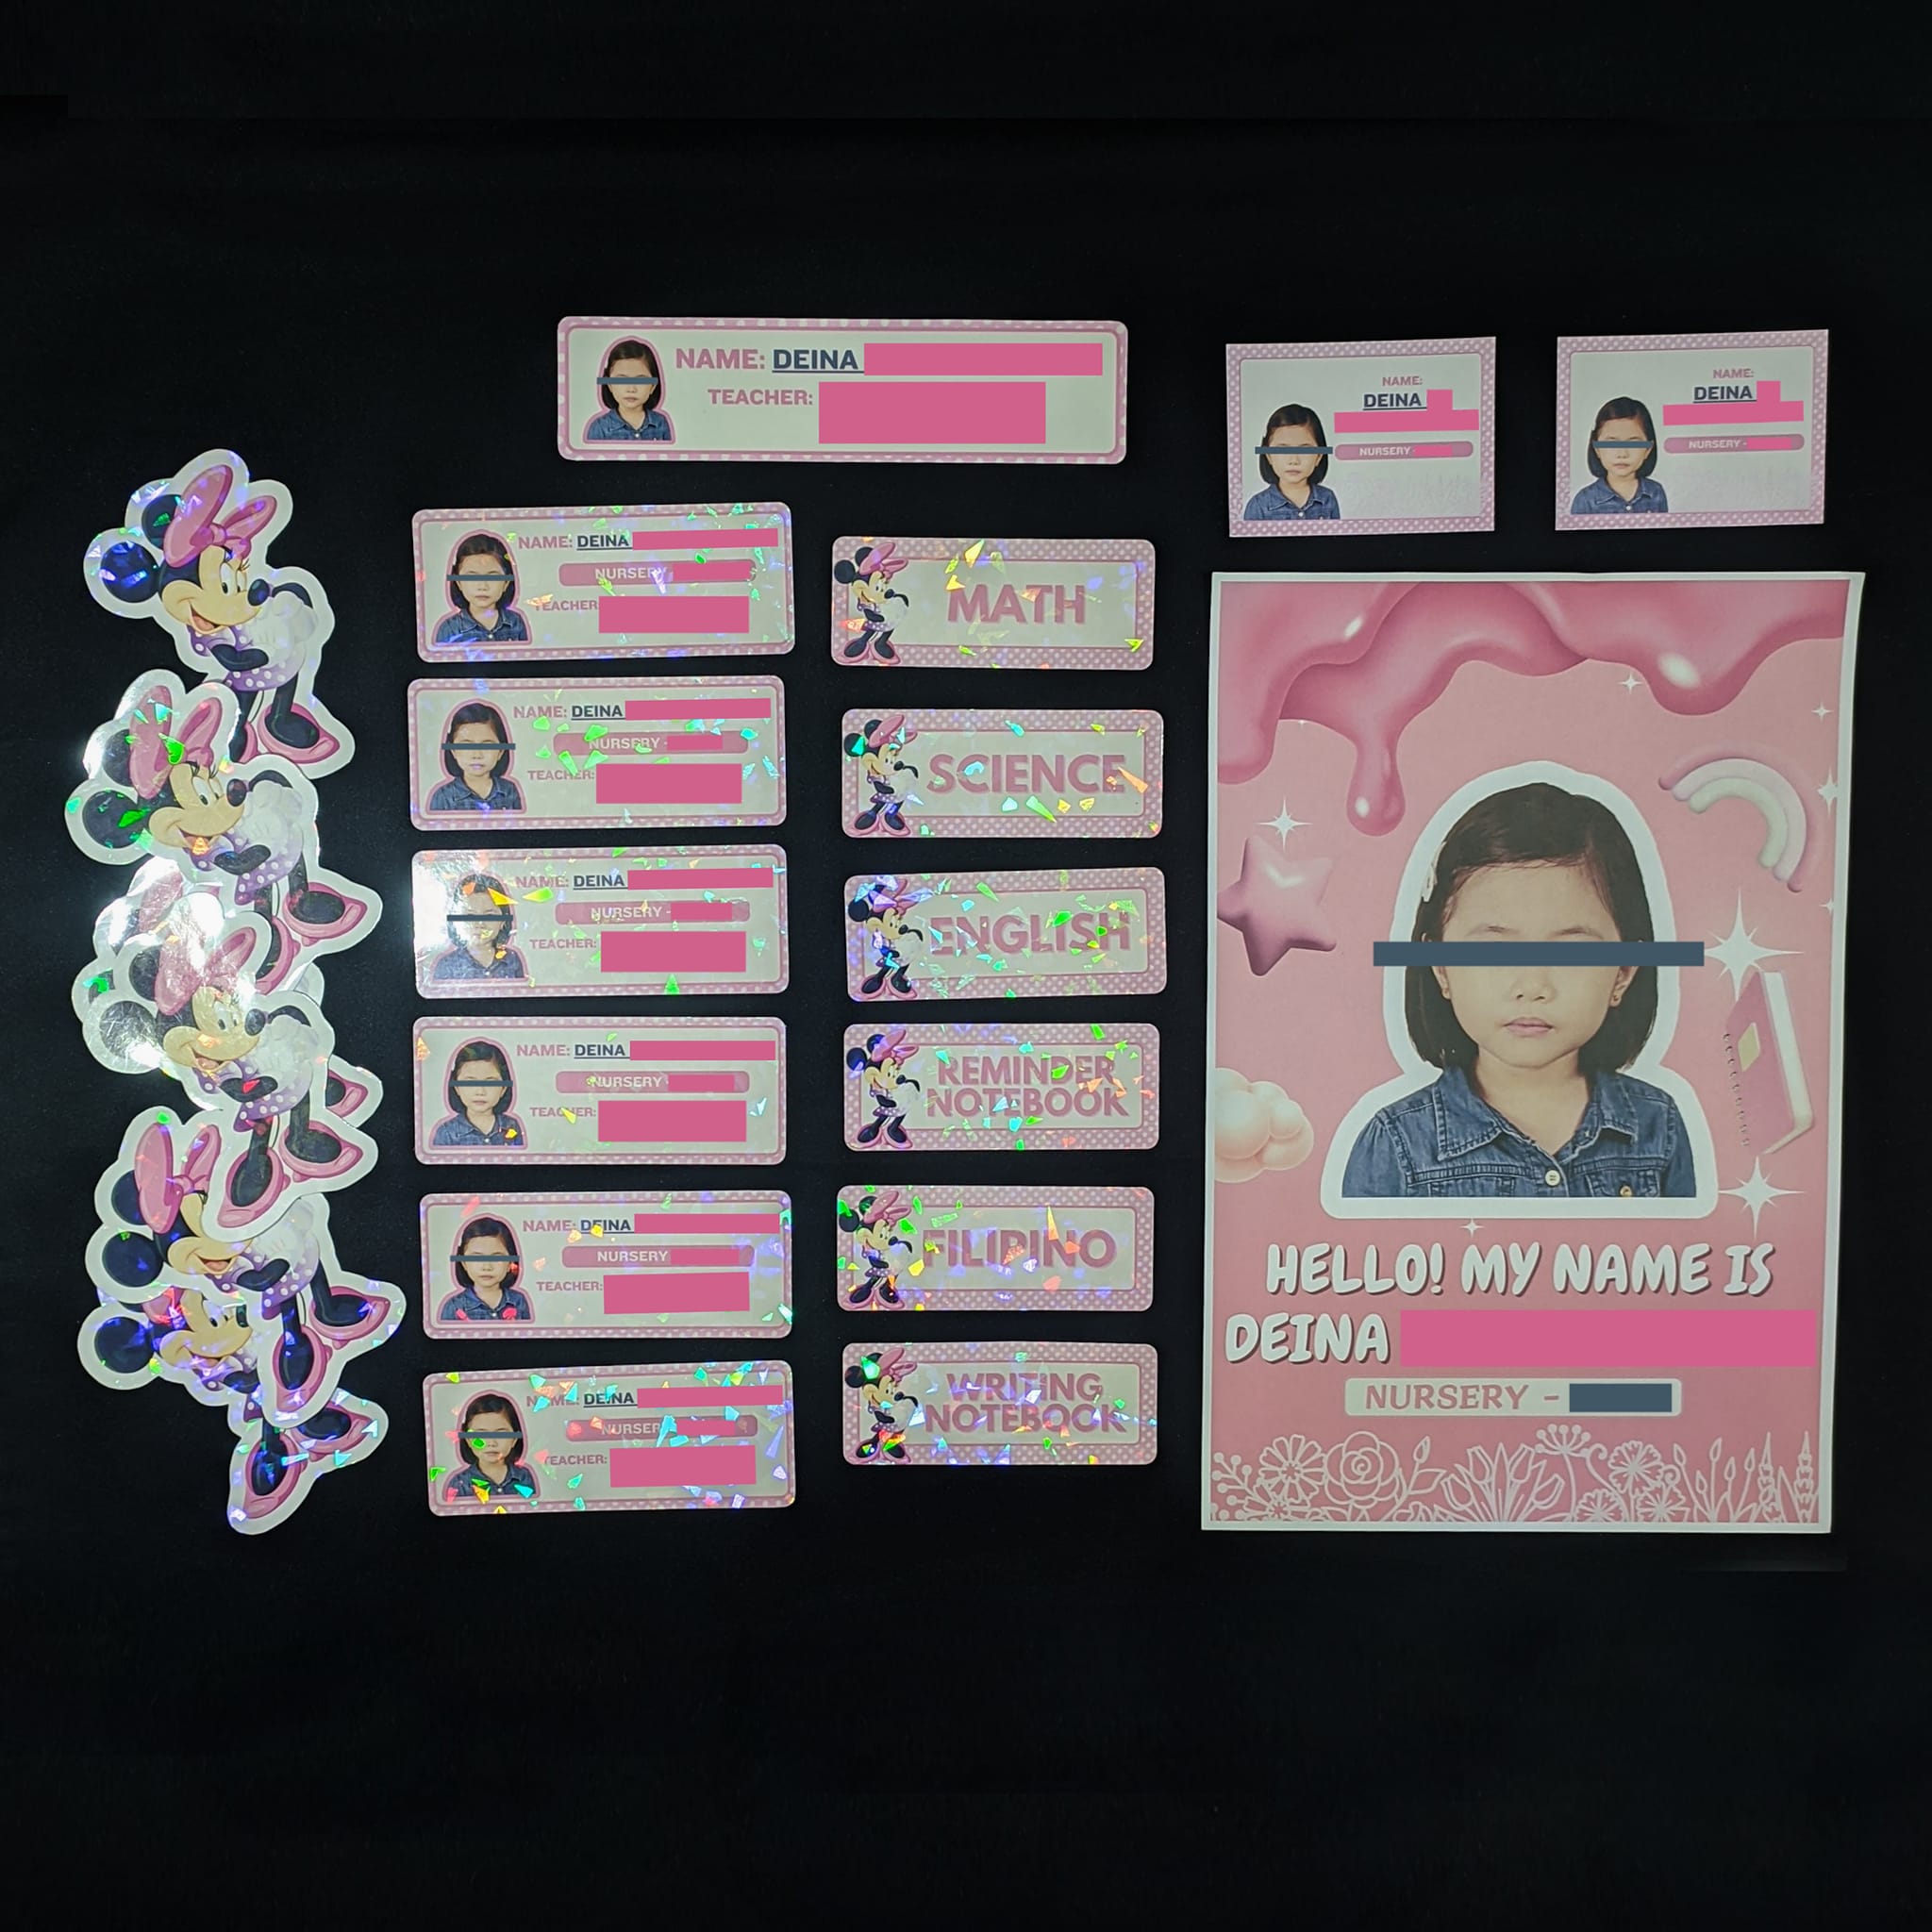 NAME: DEINA
TEACHER:
NAME:
DEINA
NURSERY -
NAME:
DEINA
NURSERY -
NAME: DEINA
NURSERY
TEACHER:
NAME: DEINA
NURSERY -
TEACHER:
NAME: DEINA
NURSERY -
TEACHER:
NAME: DEINA
NURSERY -
TEACHER:
NAME: DEINA
NURSERY
TEACHER:
NAME: DEINA
NURSERY
TEACHER:
MATH
SCIENCE
ENGLISH
REMINDER
NOTEBOOK
FILIPINO
WRITING
NOTEBOOK
HELLO! MY NAME IS
DEINA
NURSERY -